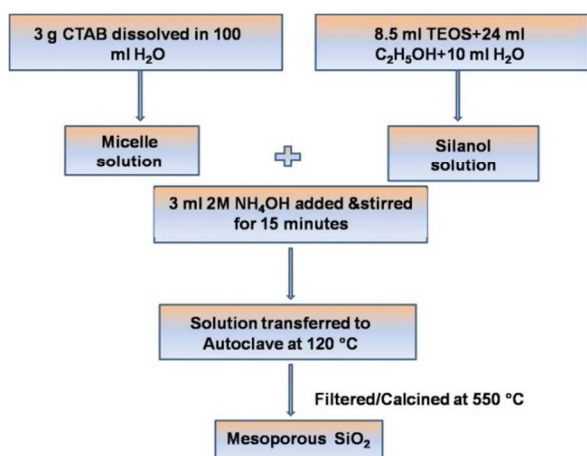 3 g CTAB dissolved in 100
ml H₂O
8.5 ml TEOS+24 ml
C₂H₅OH+10 ml H₂O
Micelle
solution
Silanol
solution
3 ml 2M NH₄OH added &stirred
for 15 minutes
Solution transferred to
Autoclave at 120 °C
Filtered/Calcined at 550 °C
Mesoporous SiO₂